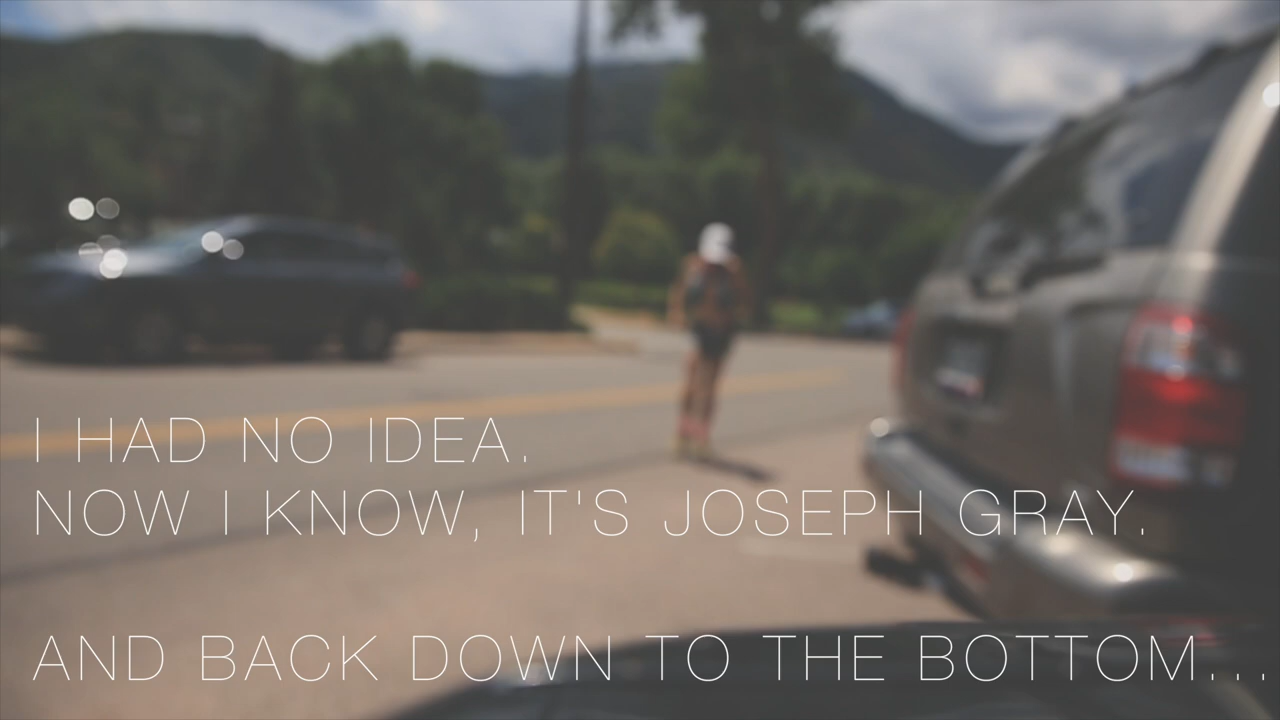 I HAD NO IDEA.
NOW I KNOW, IT'S JOSEPH GRAY.
AND BACK DOWN TO THE BOTTOM...